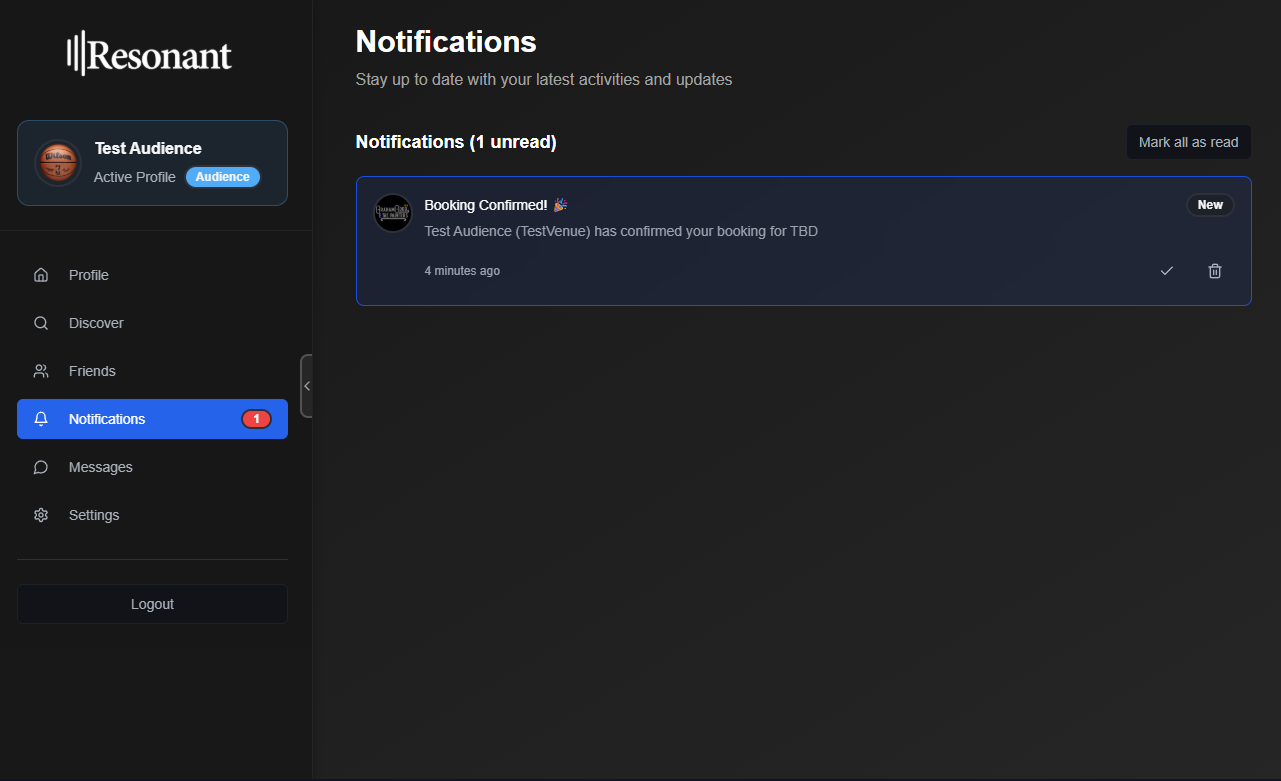 Resonant
Test Audience
Active Profile Audience
Profile
Discover
Friends
Notifications 1
Messages
Settings
Logout
Notifications
Stay up to date with your latest activities and updates
Notifications (1 unread)
Mark all as read
Booking Confirmed! 🎉
New
Test Audience (TestVenue) has confirmed your booking for TBD
4 minutes ago